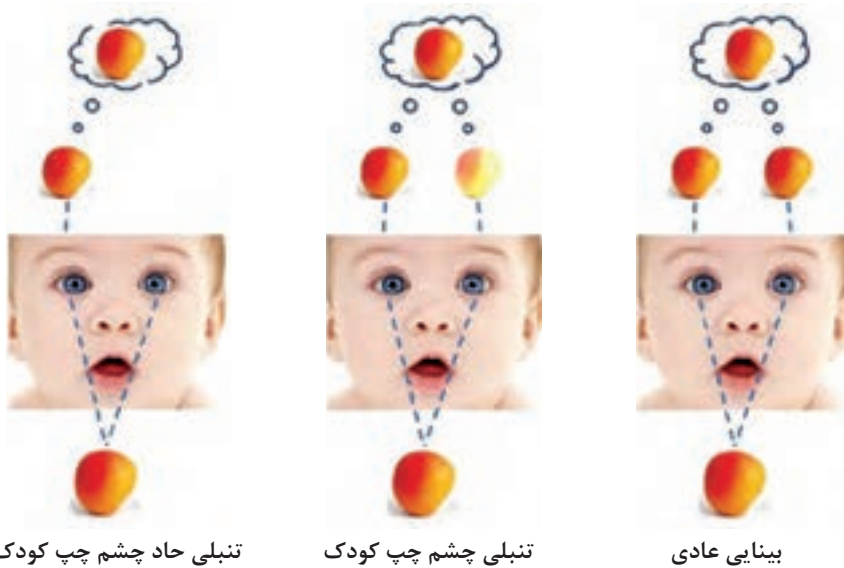 بینایی عادی
تنبلی چشم چپ کودک
تنبلی حاد چشم چپ کودک